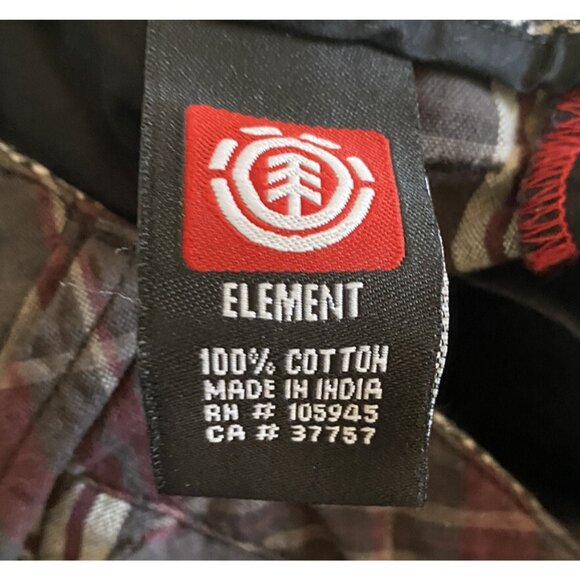 ELEMENT
100% COTTON
MADE IN INDIA
RN # 105945
CA # 37757